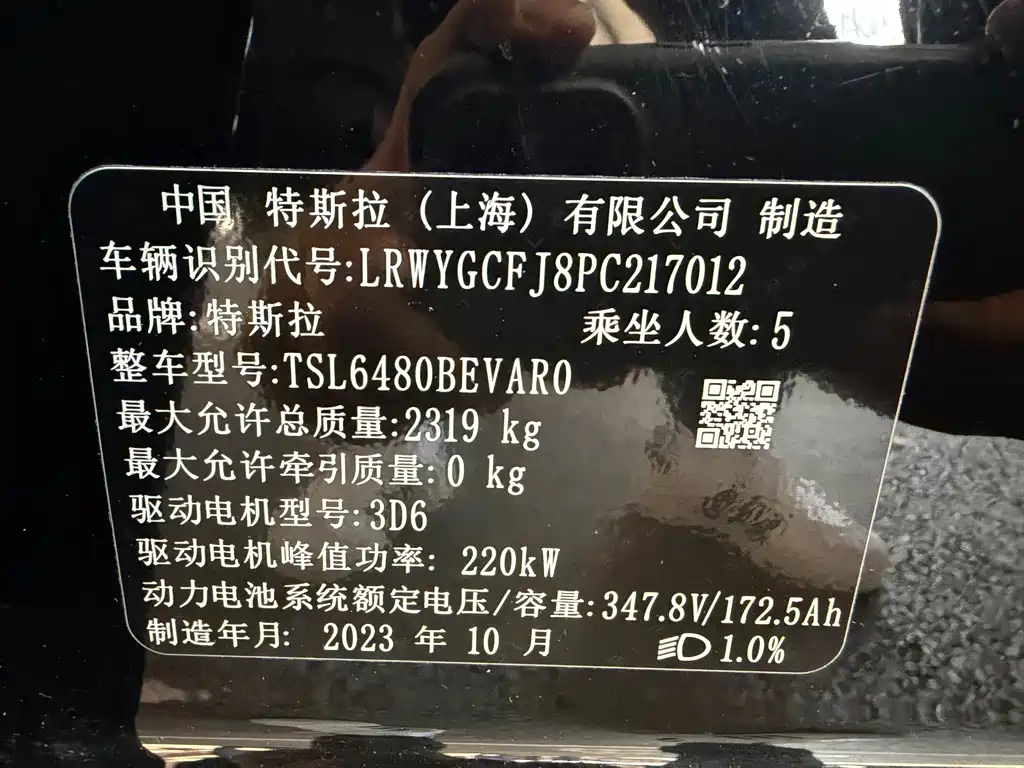 中国 特斯拉（上海）有限公司 制造
车辆识别代号:LRWYGCFJ8PC217012
品牌:特斯拉 乘坐人数:5
整车型号:TSL6480BEVAR0
最大允许总质量:2319 kg
最大允许牵引质量:0 kg
驱动电机型号:3D6
驱动电机峰值功率: 220kW
动力电池系统额定电压/容量:347.8V/172.5Ah
制造年月: 2023 年 10 月 1.0%